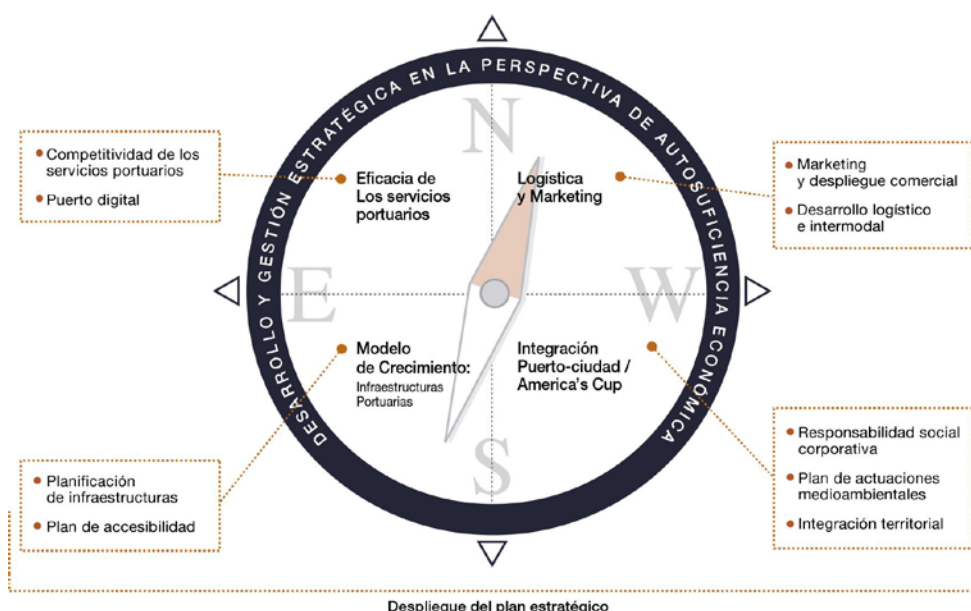 DESARROLLO Y GESTIÓN ESTRATÉGICA EN LA PERSPECTIVA DE AUTOSUFICIENCIA ECONÓMICA
N
E
W
S
• Competitividad de los
servicios portuarios
• Puerto digital
Eficacia de
Los servicios
portuarios
Logística
y Marketing
• Marketing
y despliegue comercial
• Desarrollo logístico
e intermodal
Modelo
de Crecimiento:
Infraestructuras
Portuarias
Integración
Puerto-ciudad /
America's Cup
• Planificación
de infraestructuras
• Plan de accesibilidad
• Responsabilidad social
corporativa
• Plan de actuaciones
medioambientales
• Integración territorial
Despliegue del plan estratégico